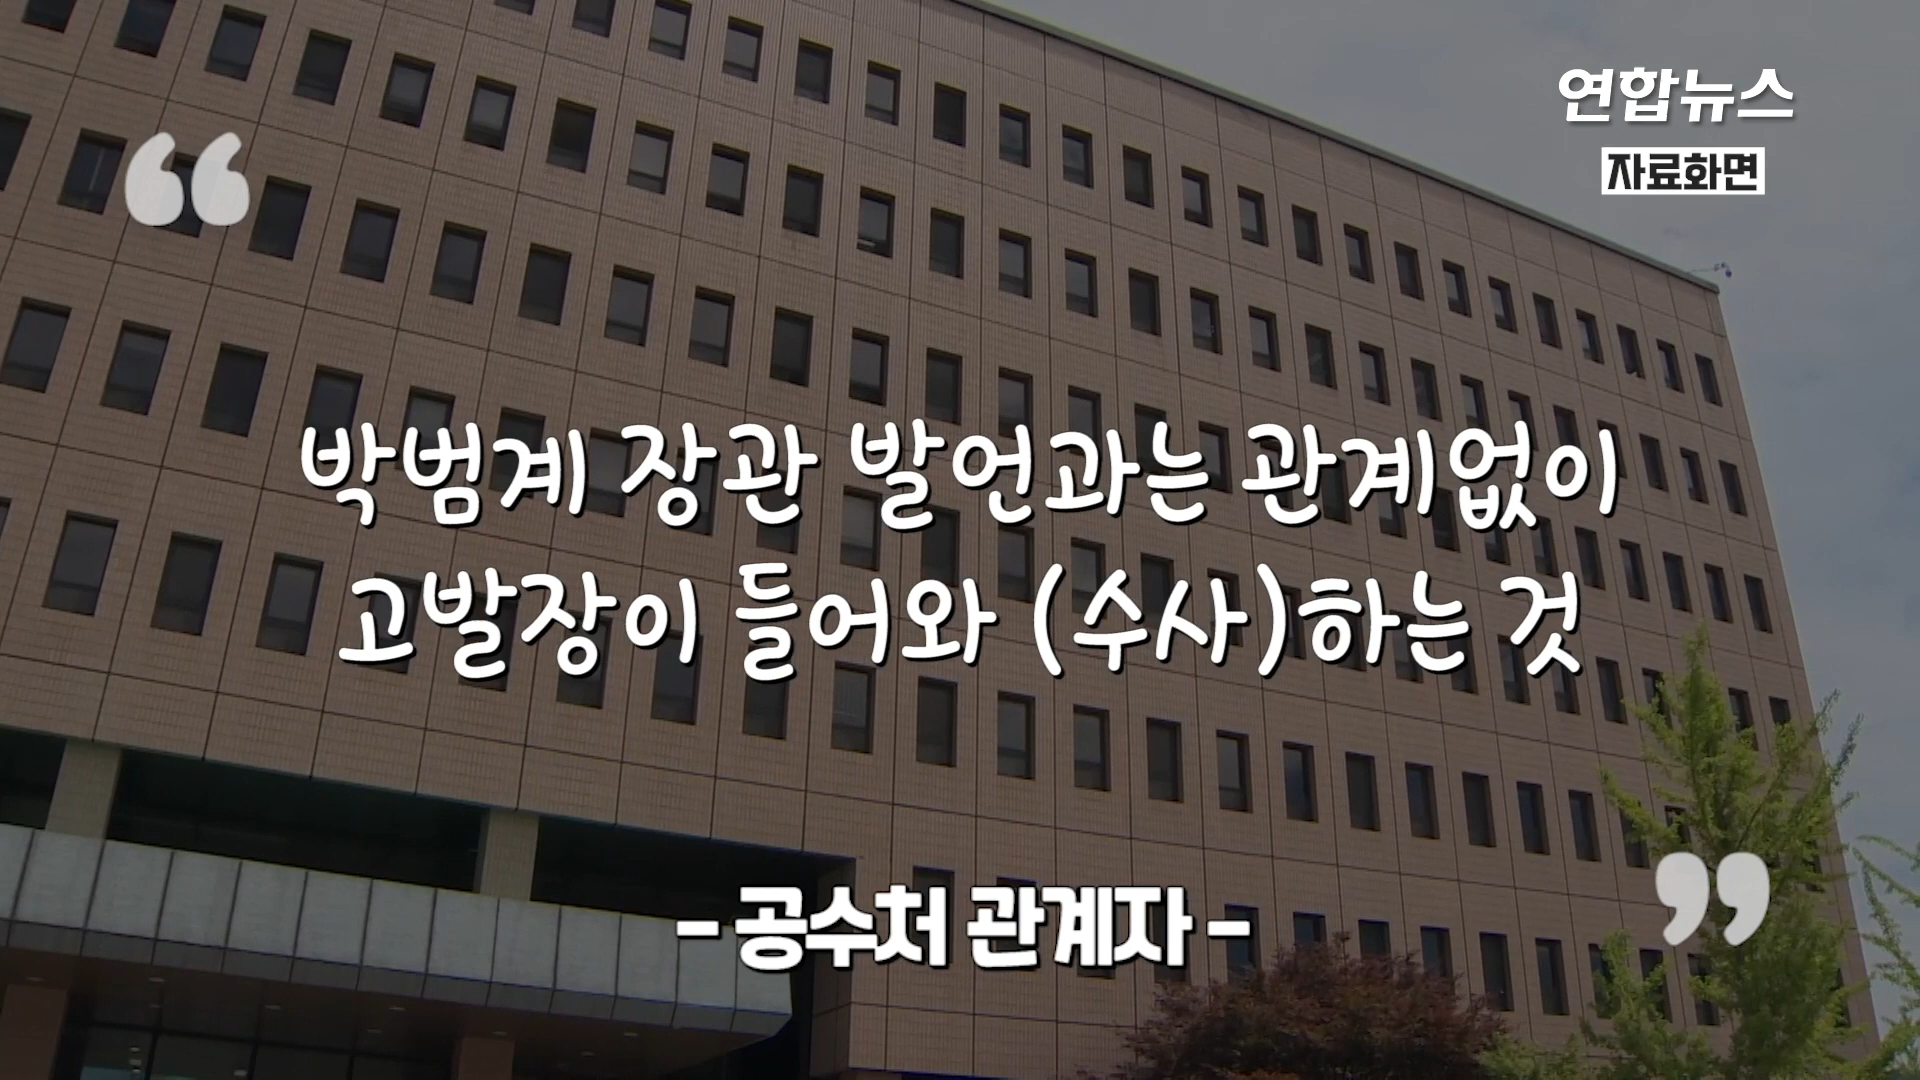 연합뉴스
자료화면
“
박범계 장관 발언과는 관계없이
고발장이 들어와 (수사)하는 것
”
- 공수처 관계자 -